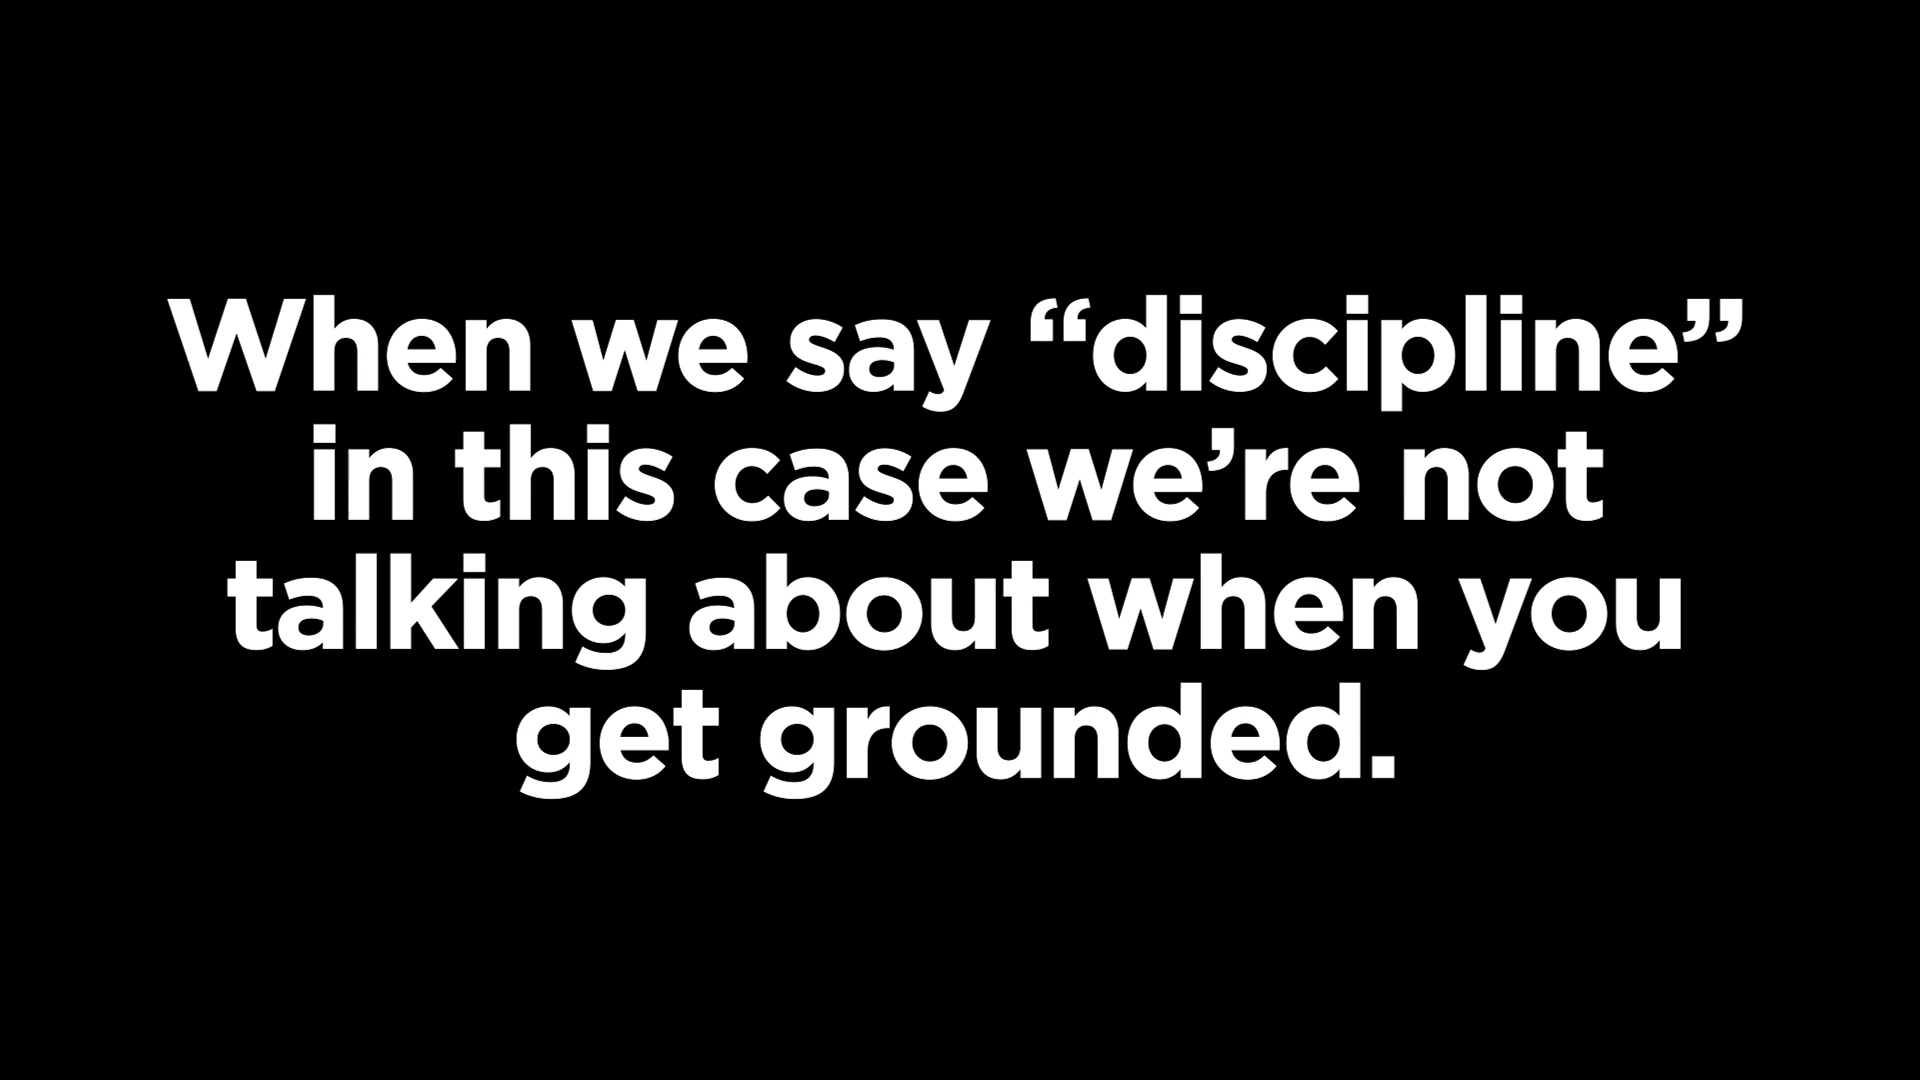 When we say “discipline”
in this case we’re not
talking about when you
get grounded.